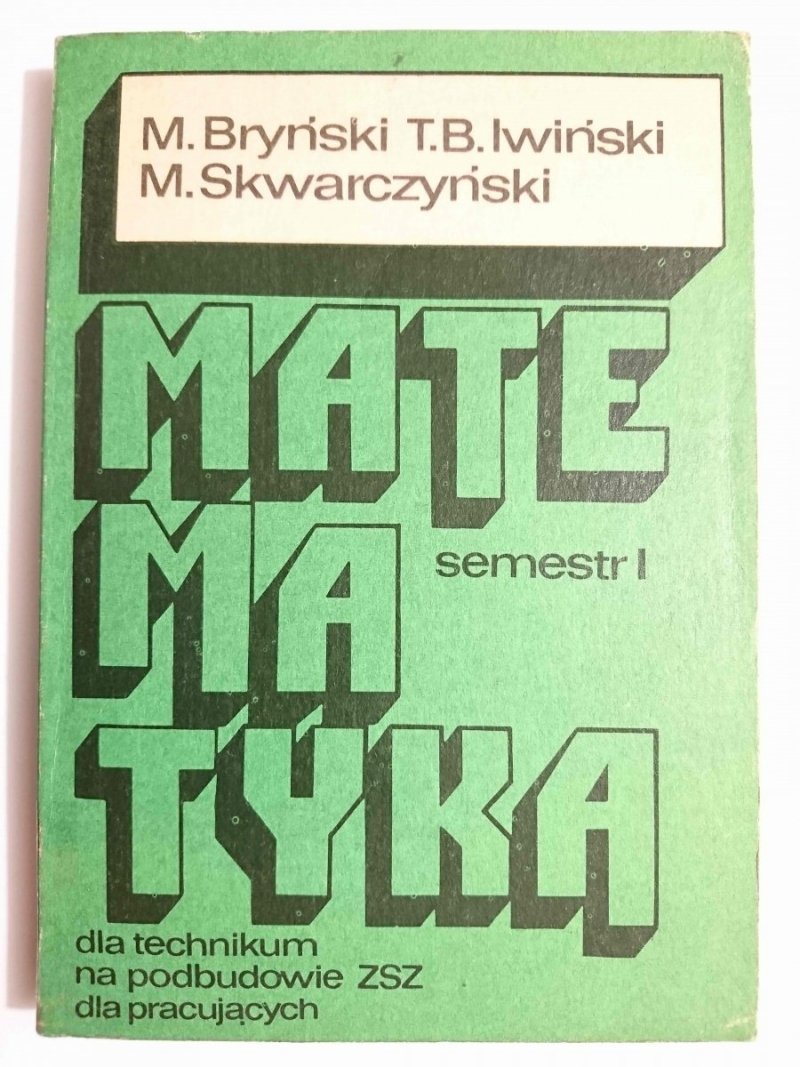 M. Bryński T.B. Iwiński
M. Skwarczyński
MATE
MA
semestr I
TYKA
dla technikum
na podbudowie ZSZ
dla pracujących